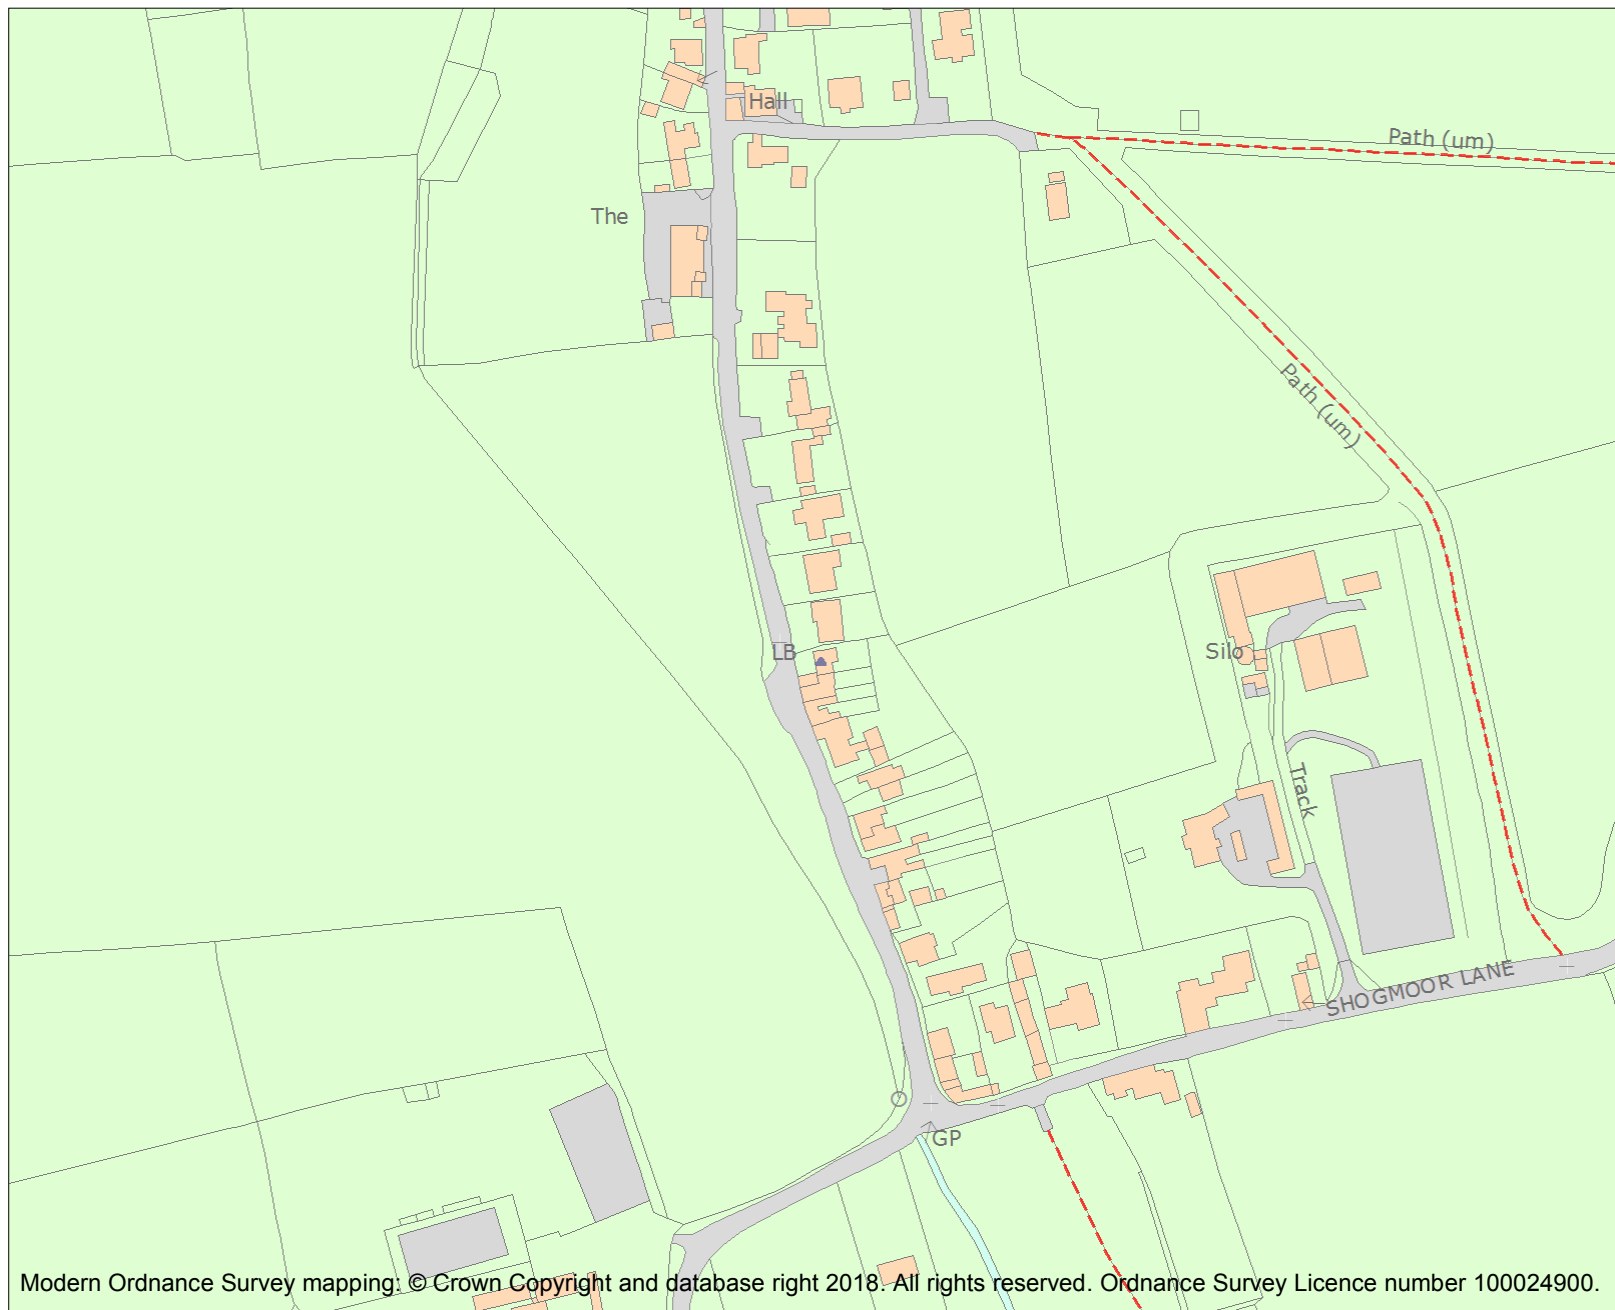 Hall
Path (um)
The
Path (um)
LB
Silo
Track
SHOGMOOR LANE
GP
Modern Ordnance Survey mapping: © Crown Copyright and database right 2018. All rights reserved. Ordnance Survey Licence number 100024900.